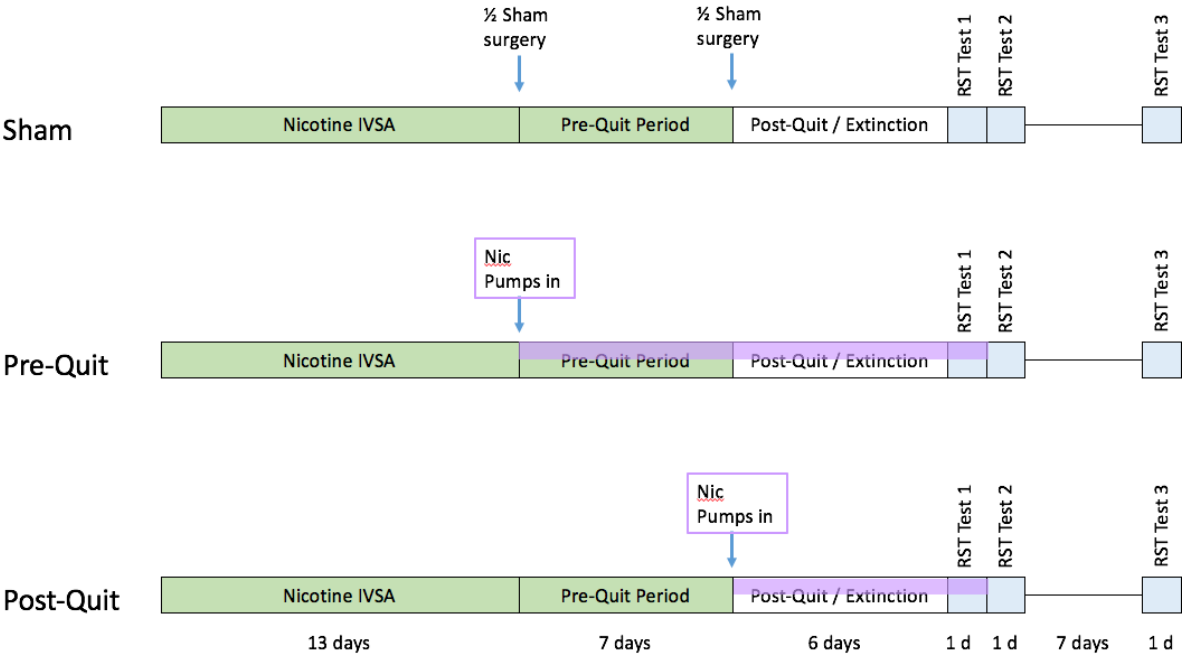 ½ Sham
surgery
½ Sham
surgery
RST Test 1
RST Test 2
RST Test 3
Sham
Nicotine IVSA
Pre-Quit Period
Post-Quit / Extinction
Nic
Pumps in
RST Test 1
RST Test 2
RST Test 3
Pre-Quit
Nicotine IVSA
Pre-Quit Period
Post-Quit / Extinction
Nic
Pumps in
RST Test 1
RST Test 2
RST Test 3
Post-Quit
Nicotine IVSA
Pre-Quit Period
Post-Quit / Extinction
13 days
7 days
6 days
1 d
1 d
7 days
1 d